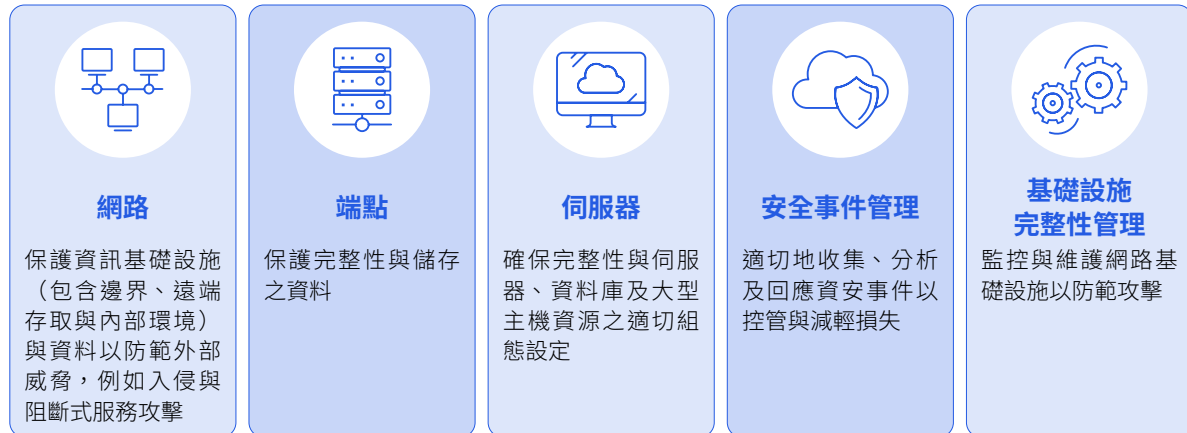 網路
保護資訊基礎設施
（包含邊界、遠端
存取與內部環境）
與資料以防範外部
威脅，例如入侵與
阻斷式服務攻擊
端點
保護完整性與儲存
之資料
伺服器
確保完整性與伺服
器、資料庫及大型
主機資源之適切組
態設定
安全事件管理
適切地收集、分析
及回應資安事件以
控管與減輕損失
基礎設施
完整性管理
監控與維護網路基
礎設施以防範攻擊